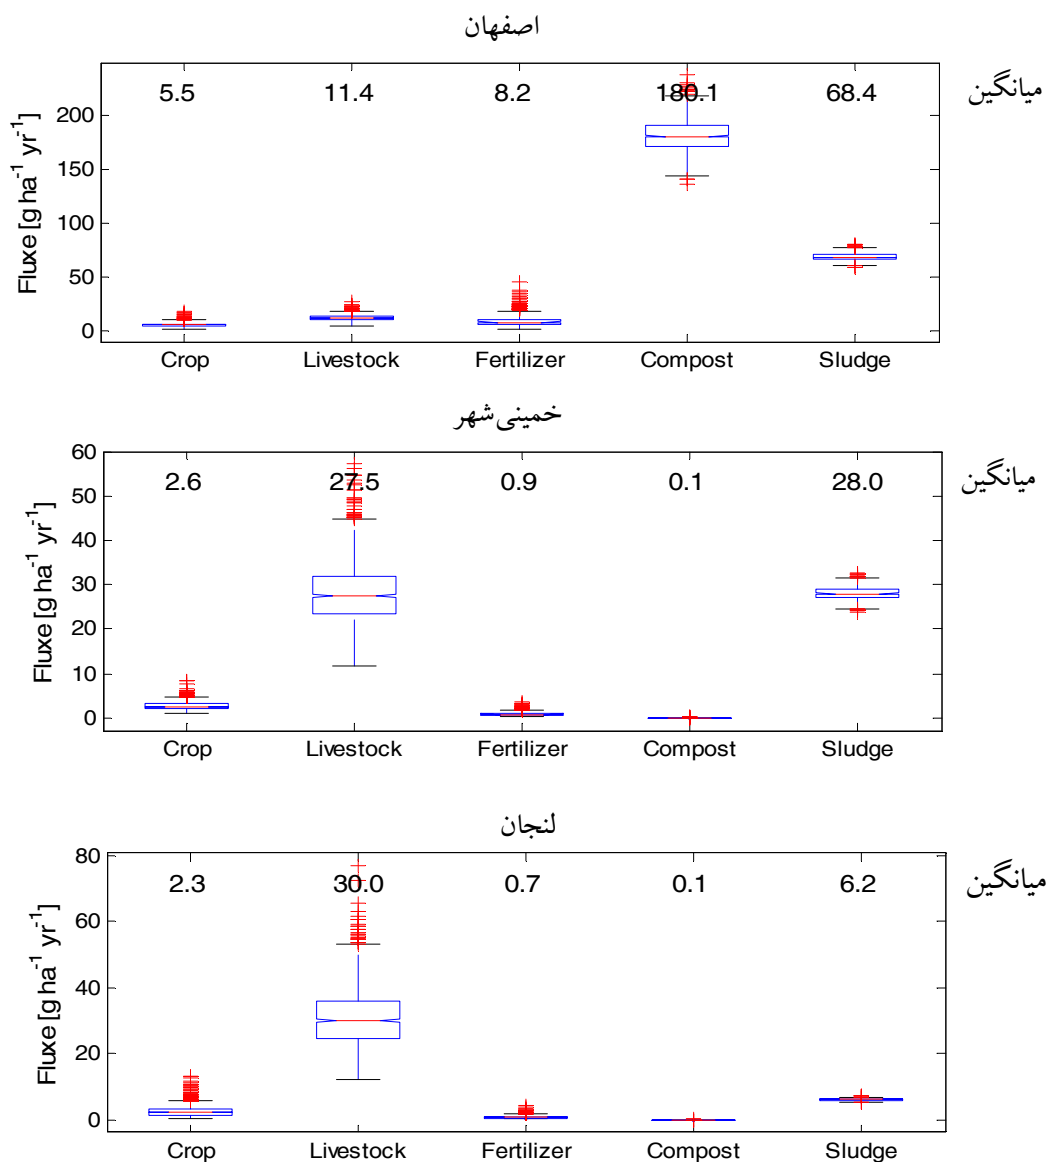 اصفهان
5.5 11.4 8.2 180.1 68.4 میانگین
Fluxe [g ha⁻¹ yr⁻¹]
200
150
100
50
0
Crop Livestock Fertilizer Compost Sludge
خمینی‌شهر
2.6 27.5 0.9 0.1 28.0 میانگین
Fluxe [g ha⁻¹ yr⁻¹]
60
50
40
30
20
10
0
Crop Livestock Fertilizer Compost Sludge
لنجان
2.3 30.0 0.7 0.1 6.2 میانگین
Fluxe [g ha⁻¹ yr⁻¹]
80
60
40
20
0
Crop Livestock Fertilizer Compost Sludge